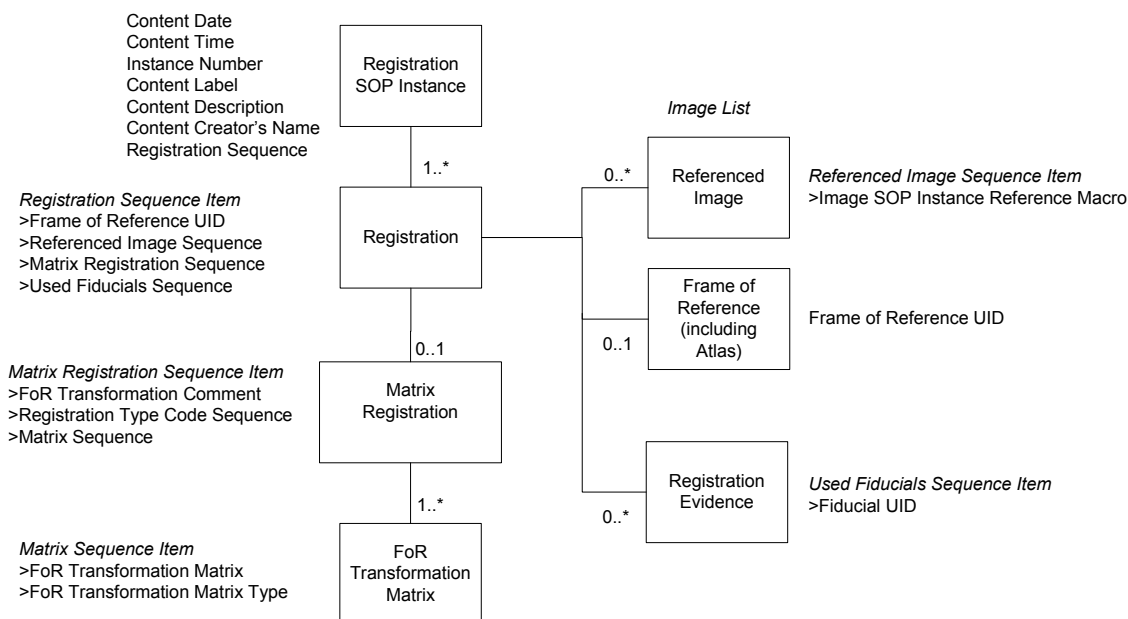 Content Date
Content Time
Instance Number
Content Label
Content Description
Content Creator's Name
Registration Sequence
Registration
SOP Instance
1..*
Registration Sequence Item
>Frame of Reference UID
>Referenced Image Sequence
>Matrix Registration Sequence
>Used Fiducials Sequence
Registration
0..1
Matrix Registration Sequence Item
>FoR Transformation Comment
>Registration Type Code Sequence
>Matrix Sequence
Matrix
Registration
1..*
Matrix Sequence Item
>FoR Transformation Matrix
>FoR Transformation Matrix Type
FoR
Transformation
Matrix
Image List
0..*
Referenced
Image
Referenced Image Sequence Item
>Image SOP Instance Reference Macro
0..1
Frame of
Reference
(including
Atlas)
Frame of Reference UID
0..*
Registration
Evidence
Used Fiducials Sequence Item
>Fiducial UID